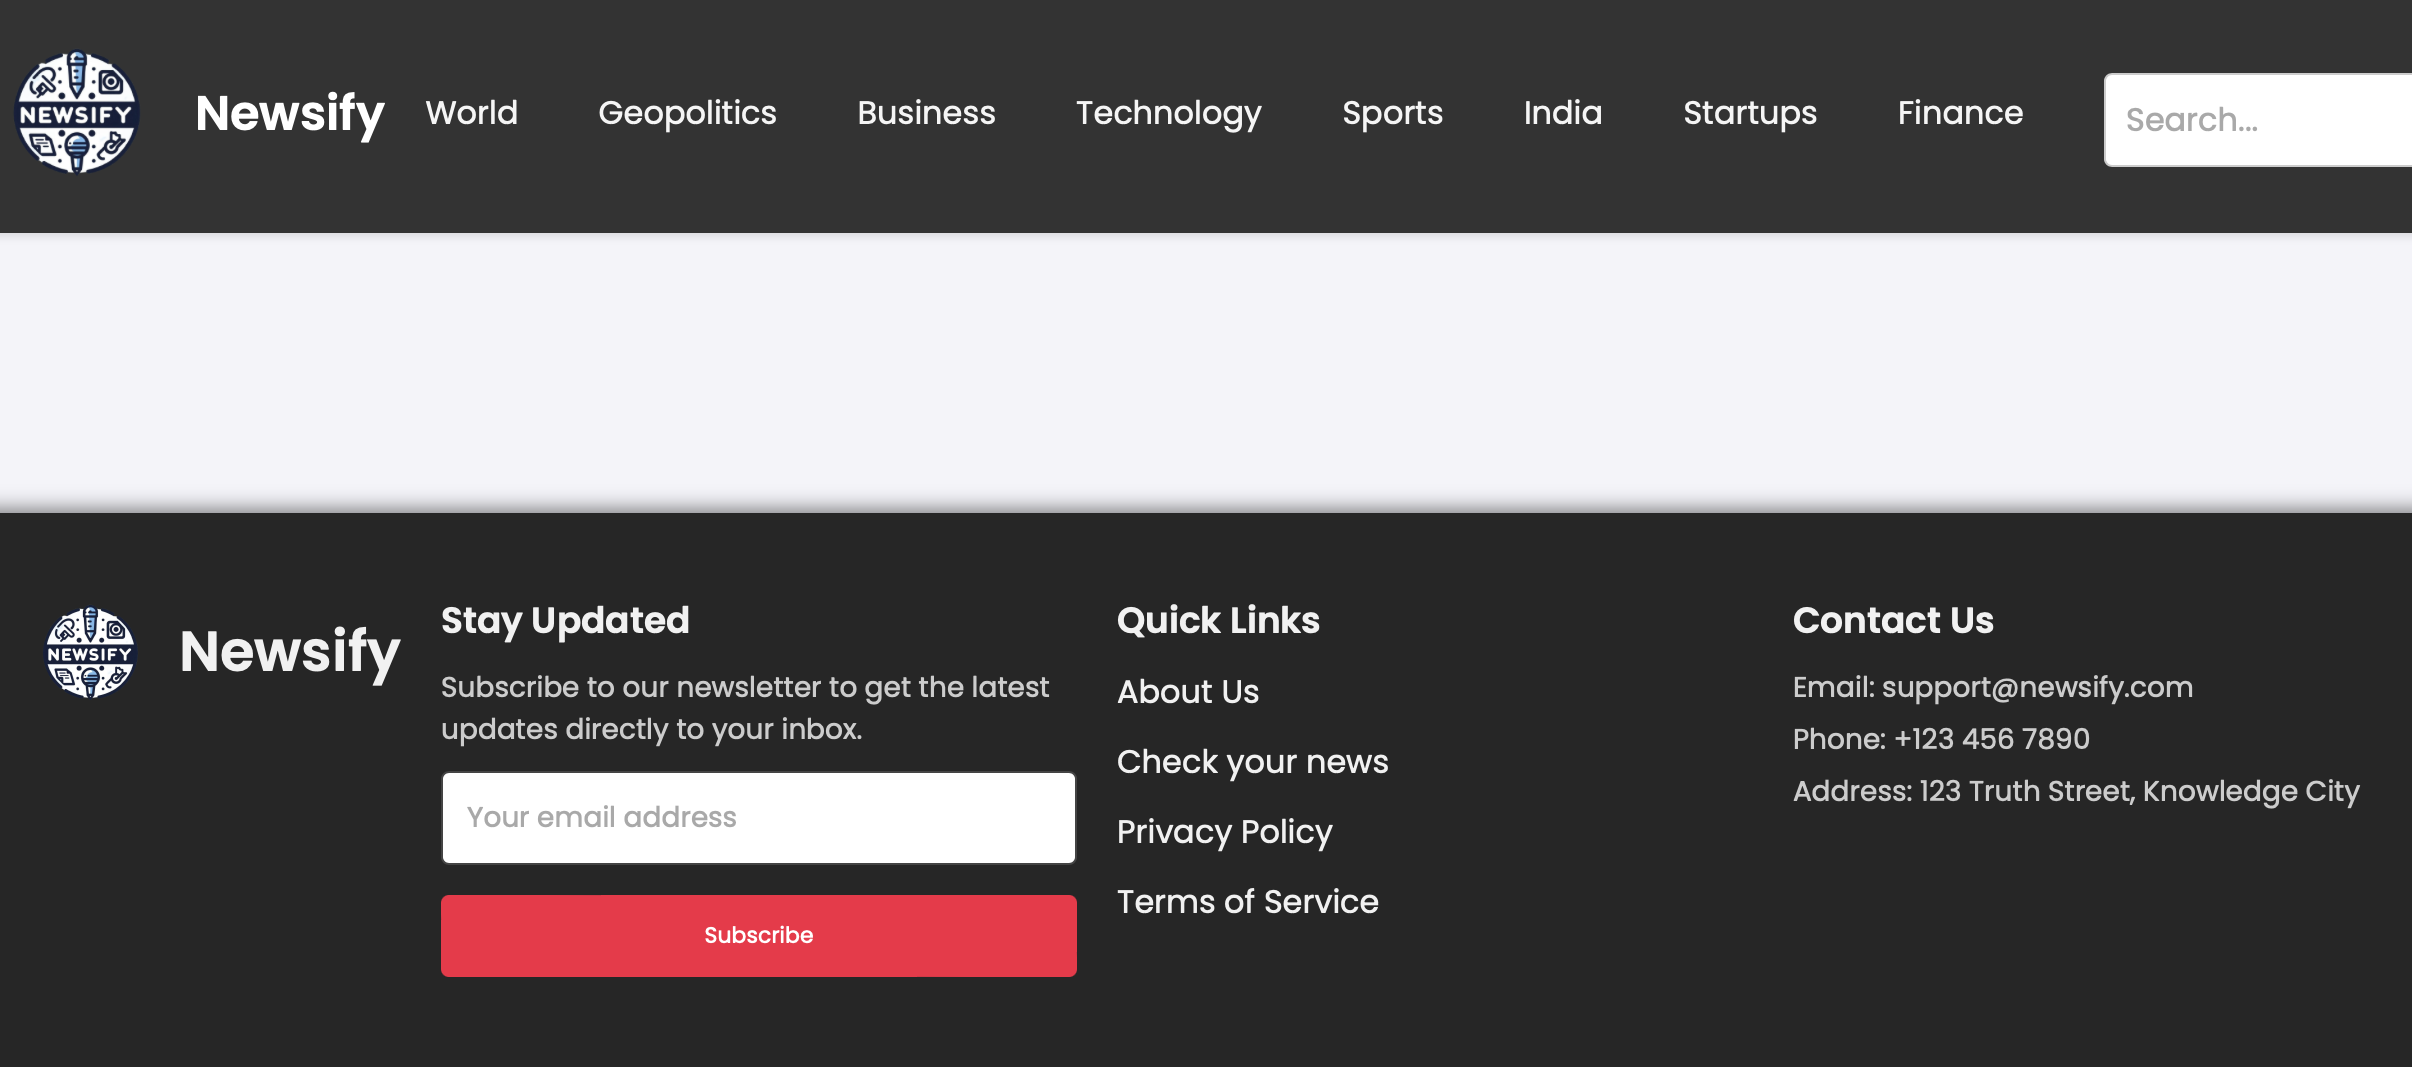 NEWSIFY
Newsify
World
Geopolitics
Business
Technology
Sports
India
Startups
Finance
Search...
NEWSIFY
Newsify
Stay Updated
Subscribe to our newsletter to get the latest
updates directly to your inbox.
Your email address
Subscribe
Quick Links
About Us
Check your news
Privacy Policy
Terms of Service
Contact Us
Email: support@newsify.com
Phone: +123 456 7890
Address: 123 Truth Street, Knowledge City